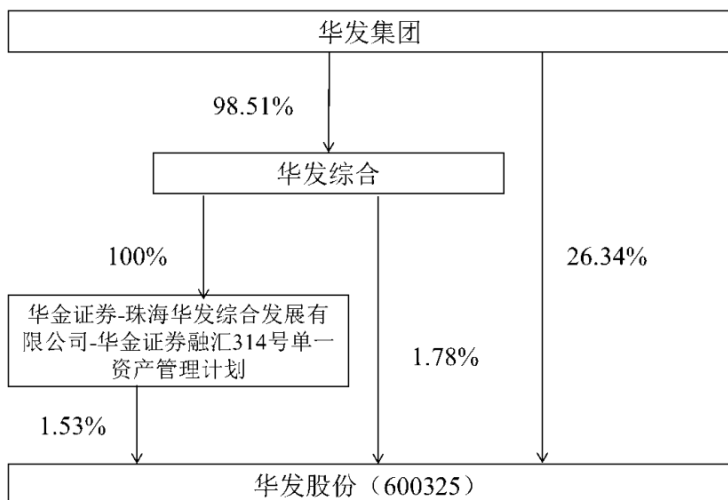 华发集团
98.51%
华发综合
100%
26.34%
华金证券-珠海华发综合发展有
限公司-华金证券融汇314号单一
资产管理计划
1.78%
1.53%
华发股份（600325）